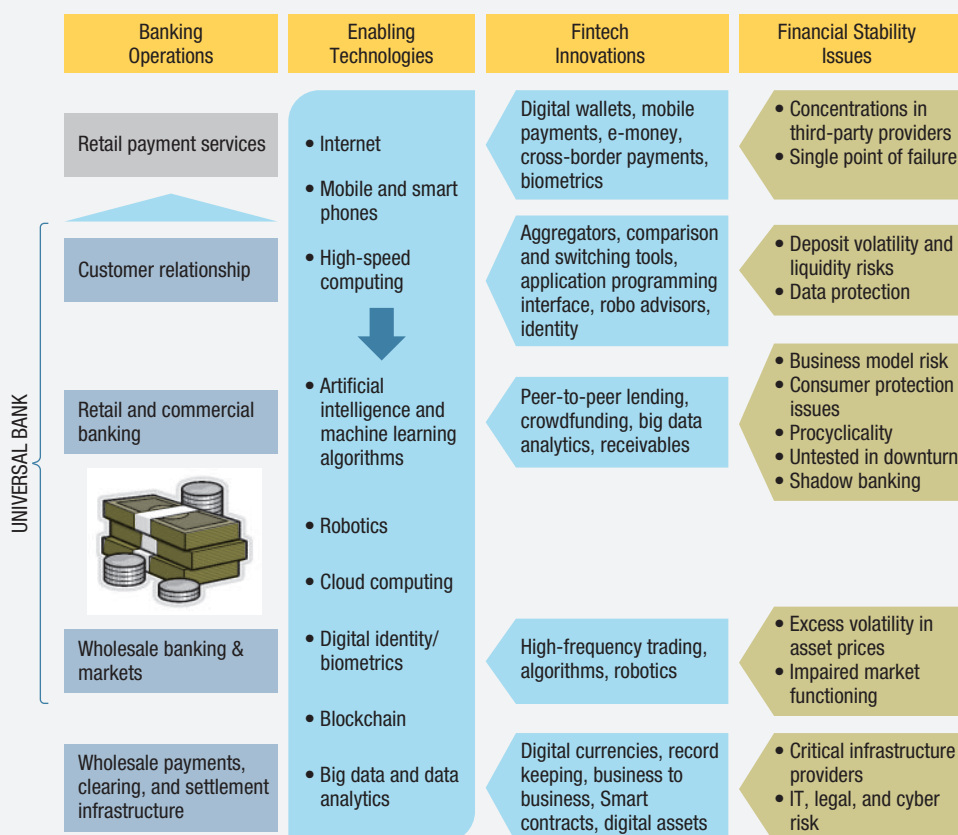 Banking
Operations
Enabling
Technologies
Fintech
Innovations
Financial Stability
Issues
UNIVERSAL BANK
Retail payment services
Customer relationship
Retail and commercial
banking
Wholesale banking &
markets
Wholesale payments,
clearing, and settlement
infrastructure
• Internet
• Mobile and smart
phones
• High-speed
computing
• Artificial
intelligence and
machine learning
algorithms
• Robotics
• Cloud computing
• Digital identity/
biometrics
• Blockchain
• Big data and data
analytics
Digital wallets, mobile
payments, e-money,
cross-border payments,
biometrics
Aggregators, comparison
and switching tools,
application programming
interface, robo advisors,
identity
Peer-to-peer lending,
crowdfunding, big data
analytics, receivables
High-frequency trading,
algorithms, robotics
Digital currencies, record
keeping, business to
business, Smart
contracts, digital assets
• Concentrations in
third-party providers
• Single point of failure
• Deposit volatility and
liquidity risks
• Data protection
• Business model risk
• Consumer protection
issues
• Procyclicality
• Untested in downturn
• Shadow banking
• Excess volatility in
asset prices
• Impaired market
functioning
• Critical infrastructure
providers
• IT, legal, and cyber
risk